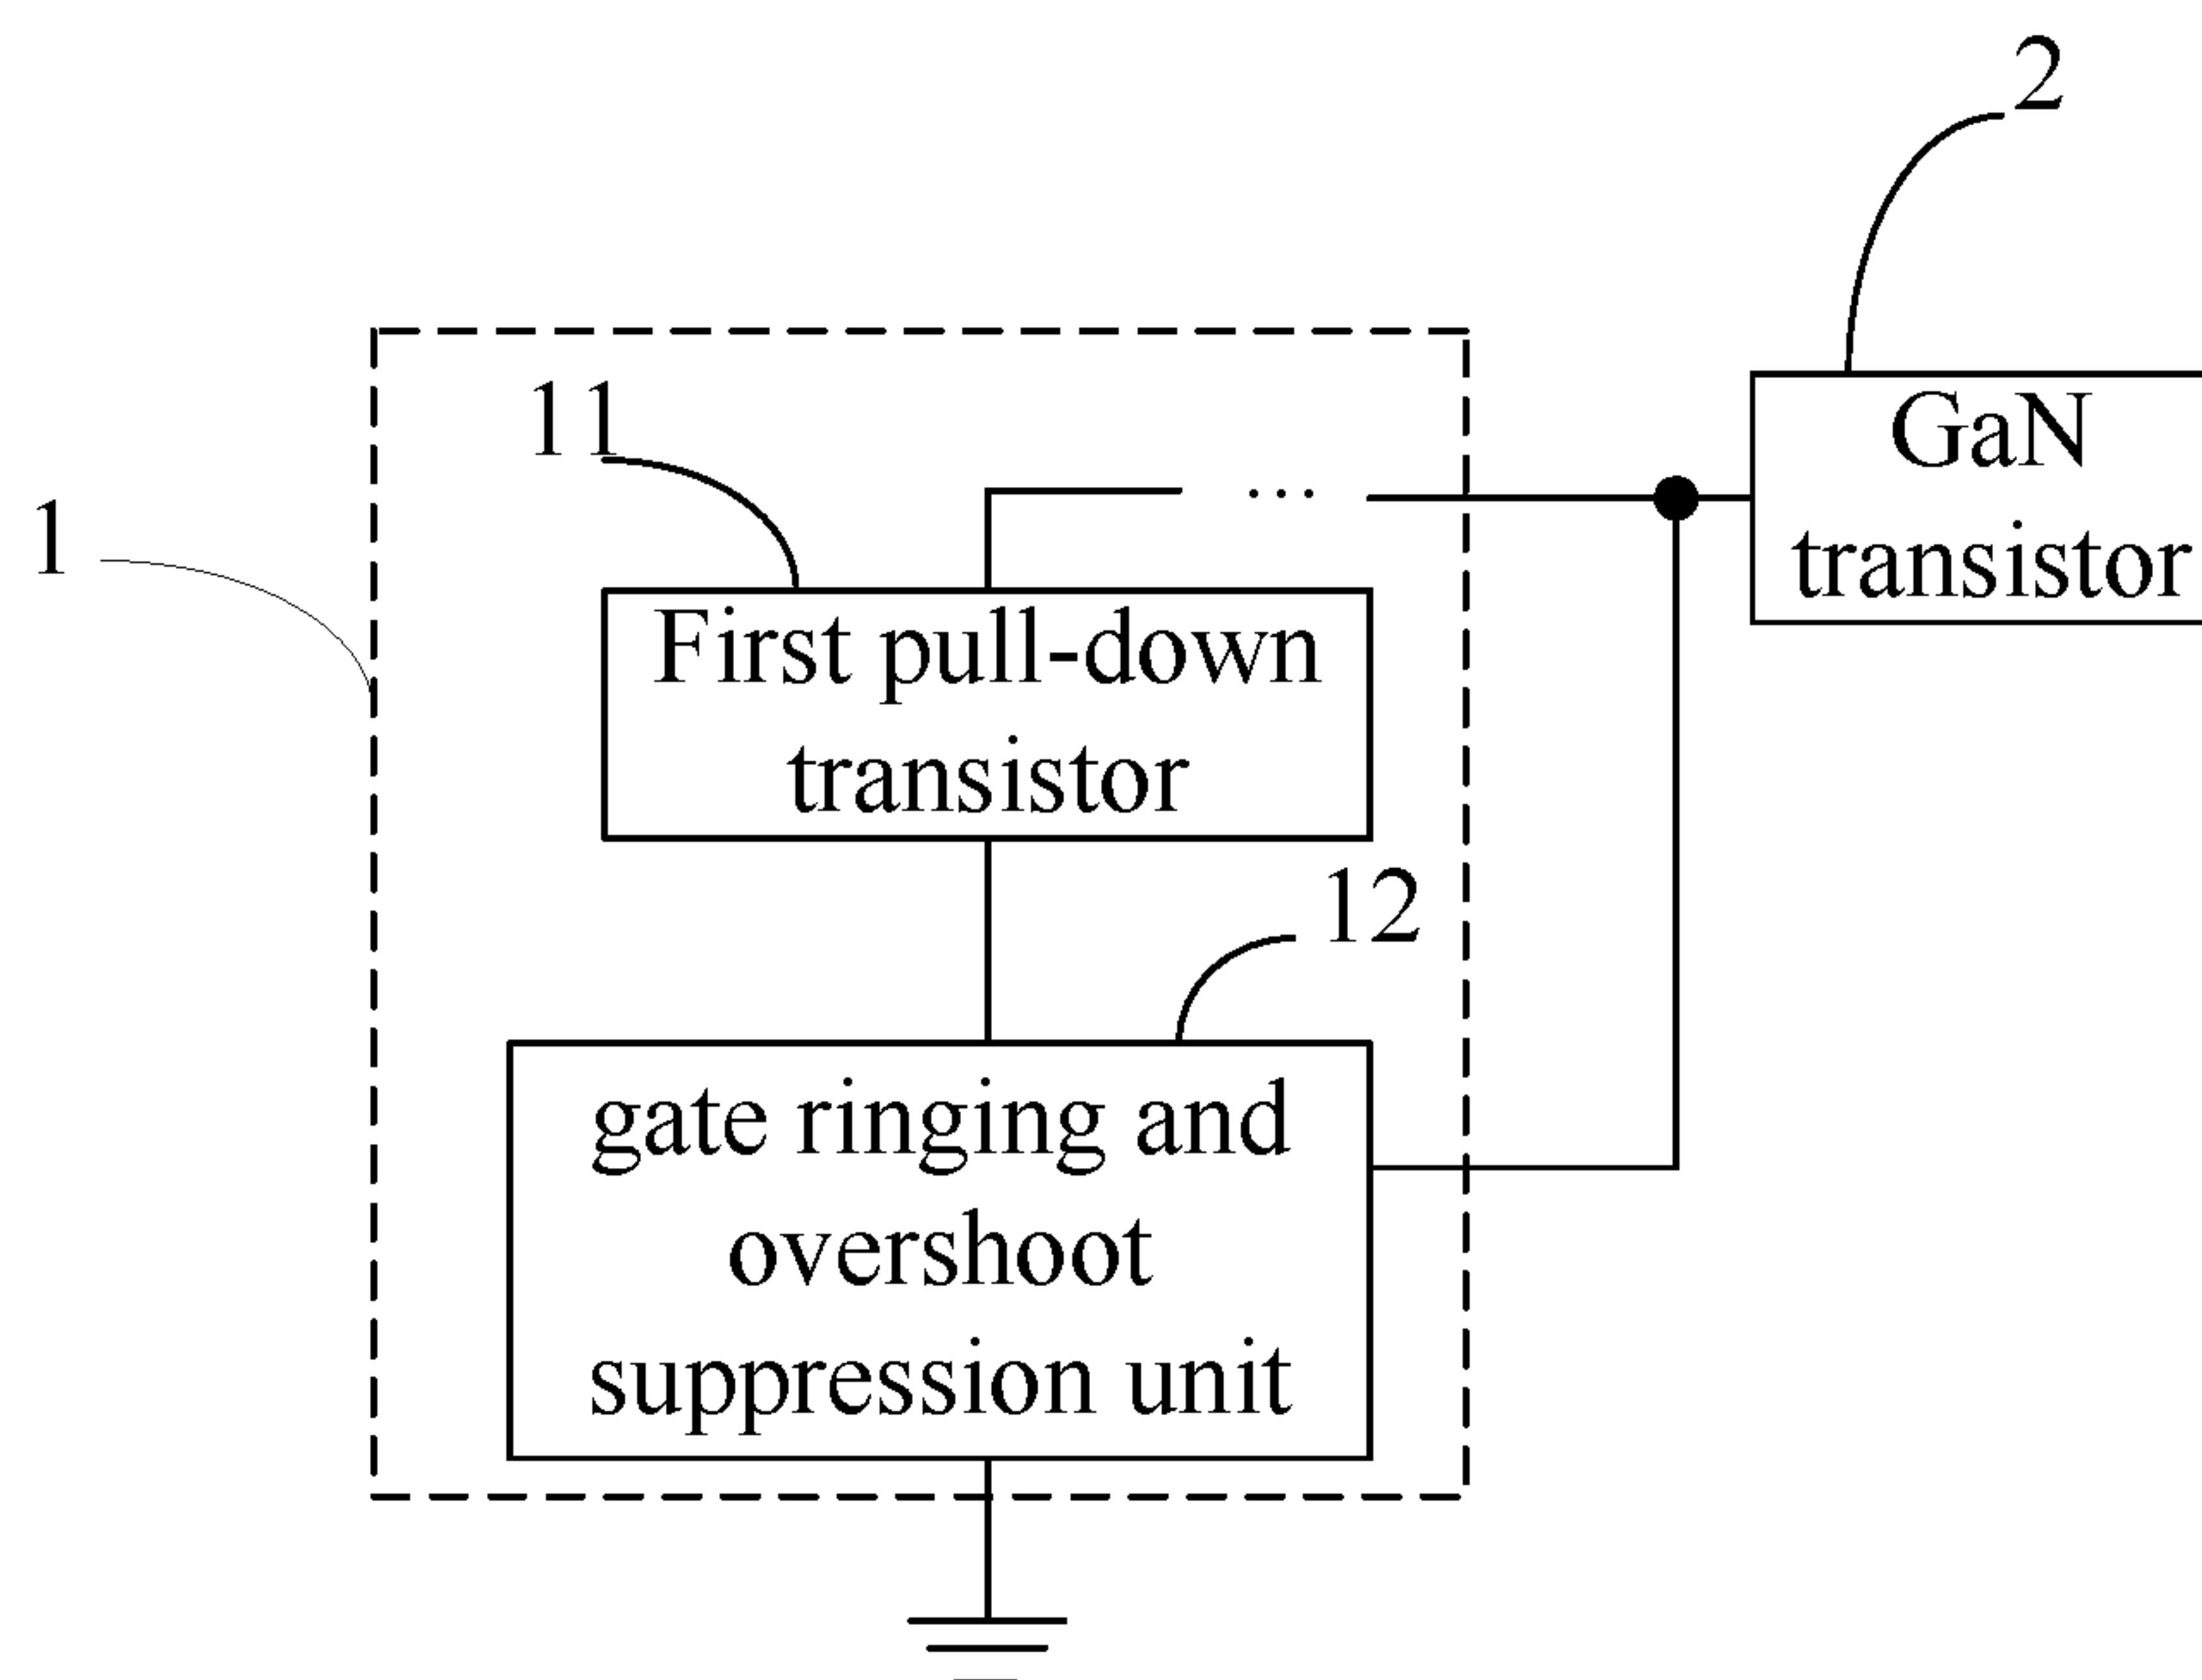 2
GaN
transistor
11
...
1
First pull-down
transistor
12
gate ringing and
overshoot
suppression unit